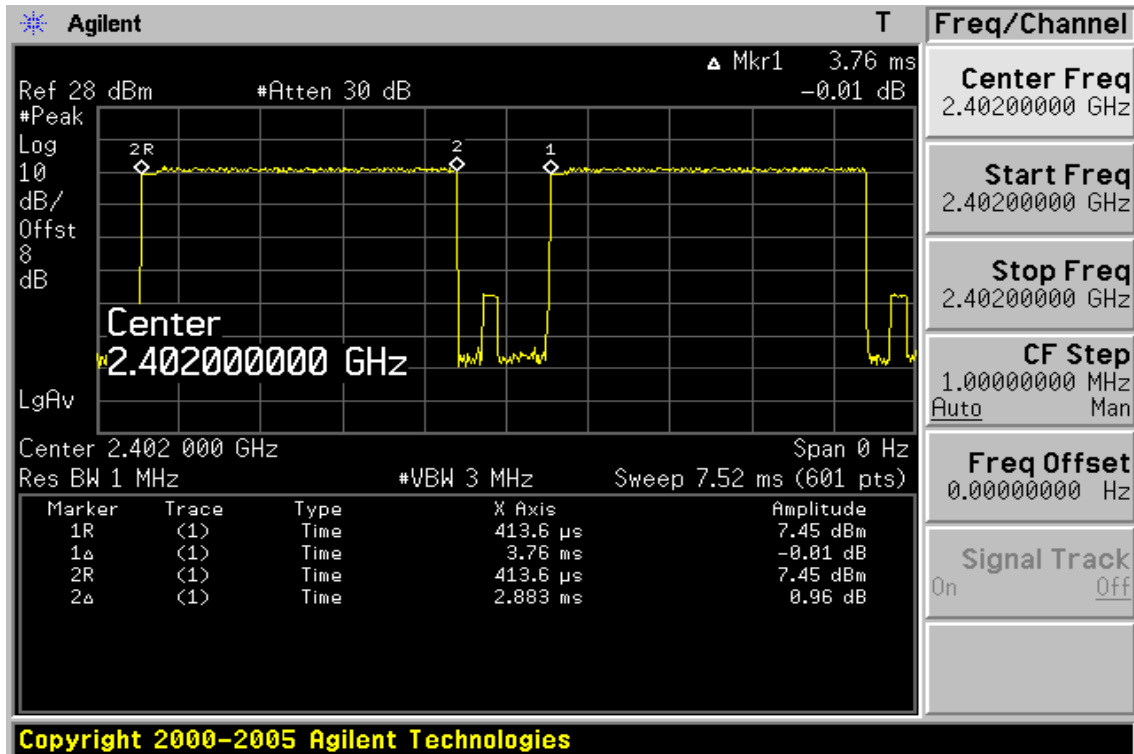 Agilent T
Δ Mkr1 3.76 ms
Ref 28 dBm #Atten 30 dB -0.01 dB
#Peak
Log
10
dB/
Offst
8
dB
2R 2 1
Center
2.402000000 GHz
LgAv
Center 2.402 000 GHz Span 0 Hz
Res BW 1 MHz #VBW 3 MHz Sweep 7.52 ms (601 pts)
Marker Trace Type X Axis Amplitude
1R (1) Time 413.6 µs 7.45 dBm
1Δ (1) Time 3.76 ms -0.01 dB
2R (1) Time 413.6 µs 7.45 dBm
2Δ (1) Time 2.883 ms 0.96 dB
Freq/Channel
Center Freq
2.40200000 GHz
Start Freq
2.40200000 GHz
Stop Freq
2.40200000 GHz
CF Step
1.00000000 MHz
Auto Man
Freq Offset
0.00000000 Hz
Signal Track
On Off
Copyright 2000-2005 Agilent Technologies